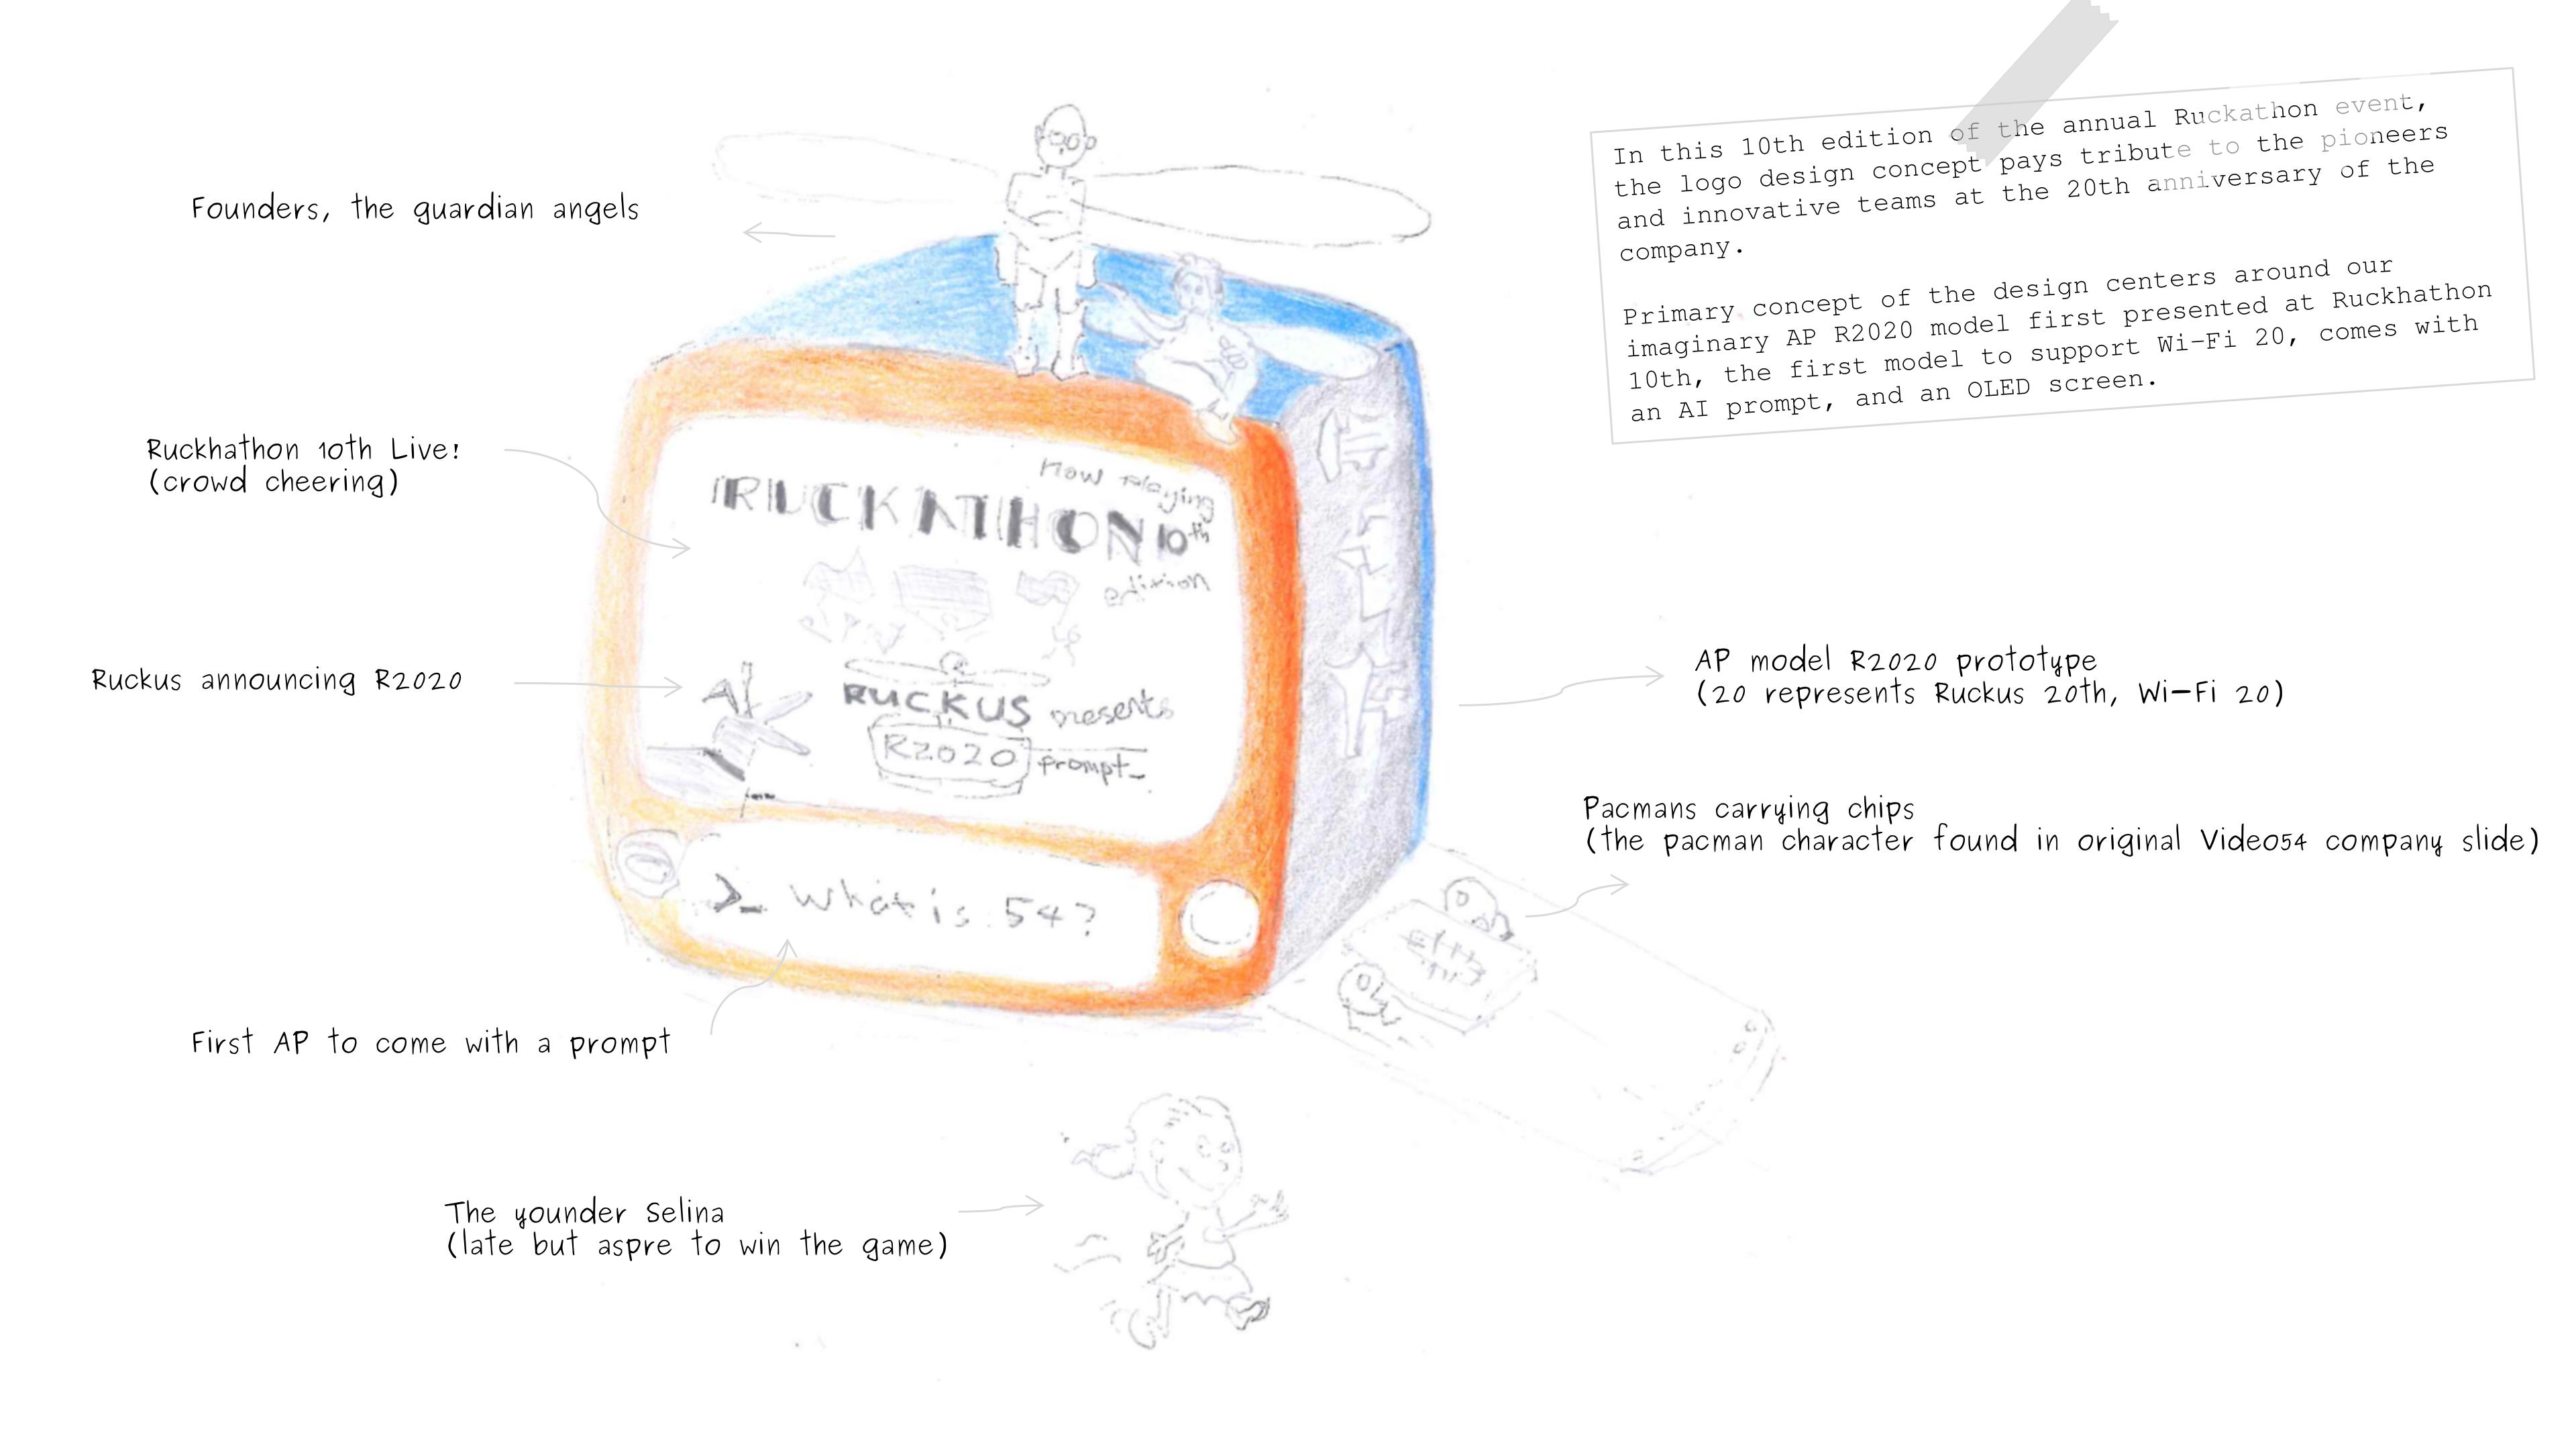 In this 10th edition of the annual Ruckathon event,
the logo design concept pays tribute to the pioneers
and innovative teams at the 20th anniversary of the
company.
Primary concept of the design centers around our
imaginary AP R2020 model first presented at Ruckhathon
10th, the first model to support Wi-Fi 20, comes with
an AI prompt, and an OLED screen.
Founders, the guardian angels
Ruckhathon 10th Live!
(crowd cheering)
Now playing
RUCKATHON 10th
edition
Ruckus announcing R2020
AI
RUCKUS presents
R2020 prompt_
AP model R2020 prototype
(20 represents Ruckus 20th, Wi-Fi 20)
Pacmans carrying chips
(the pacman character found in original Video54 company slide)
>_ What is 54?
First AP to come with a prompt
The younder Selina
(late but aspre to win the game)